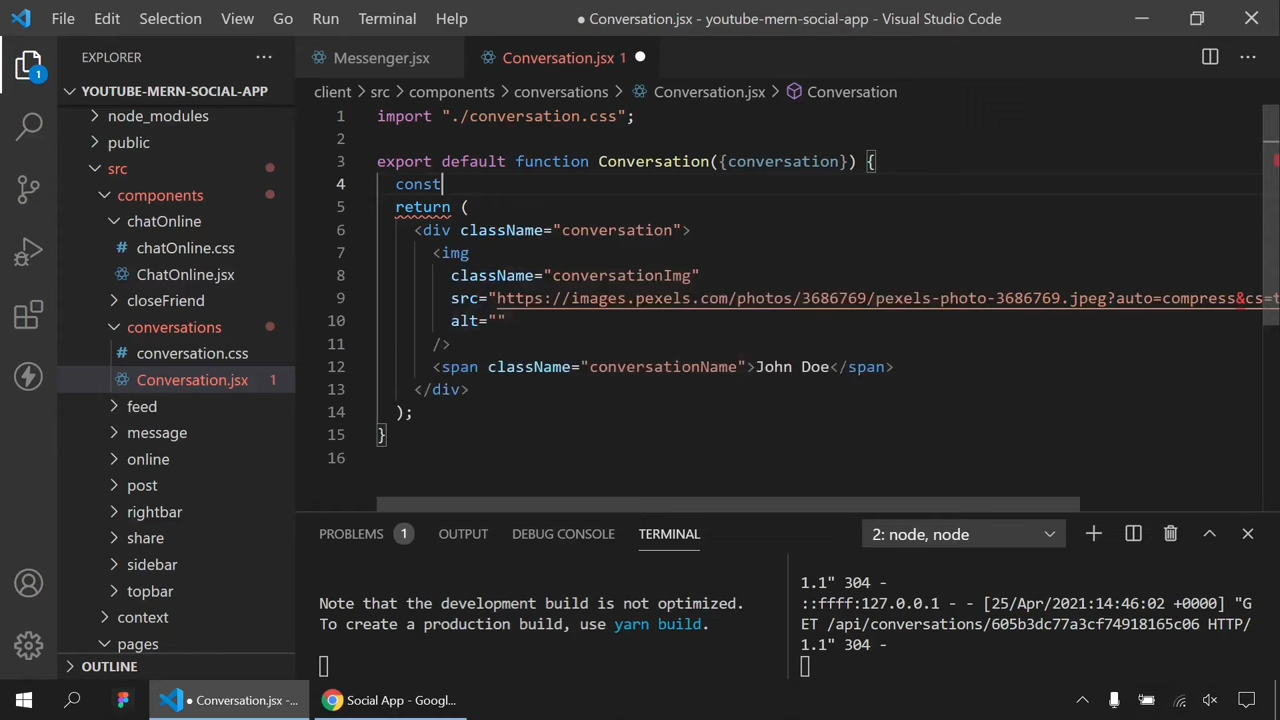 File Edit Selection View Go Run Terminal Help ● Conversation.jsx - youtube-mern-social-app - Visual Studio Code
EXPLORER
Messenger.jsx Conversation.jsx 1
YOUTUBE-MERN-SOCIAL-APP
client > src > components > conversations > Conversation.jsx > Conversation
1
node_modules
public
src
components
chatOnline
# chatOnline.css
ChatOnline.jsx
closeFriend
conversations
# conversation.css
Conversation.jsx 1
feed
message
online
post
rightbar
share
sidebar
topbar
context
pages
OUTLINE
1 import "./conversation.css";
2
3 export default function Conversation({conversation}) {
4 const
5 return (
6 <div className="conversation">
7 <img
8 className="conversationImg"
9 src="https://images.pexels.com/photos/3686769/pexels-photo-3686769.jpeg?auto=compress&cs=t
10 alt=""
11 />
12 <span className="conversationName">John Doe</span>
13 </div>
14 );
15 }
16
PROBLEMS 1 OUTPUT DEBUG CONSOLE TERMINAL 2: node, node
Note that the development build is not optimized.
To create a production build, use yarn build.
1.1" 304 -
::ffff:127.0.0.1 - - [25/Apr/2021:14:46:02 +0000] "G
ET /api/conversations/605b3dc77a3cf74918165c06 HTTP/
1.1" 304 -
● Conversation.jsx -... Social App - Googl...